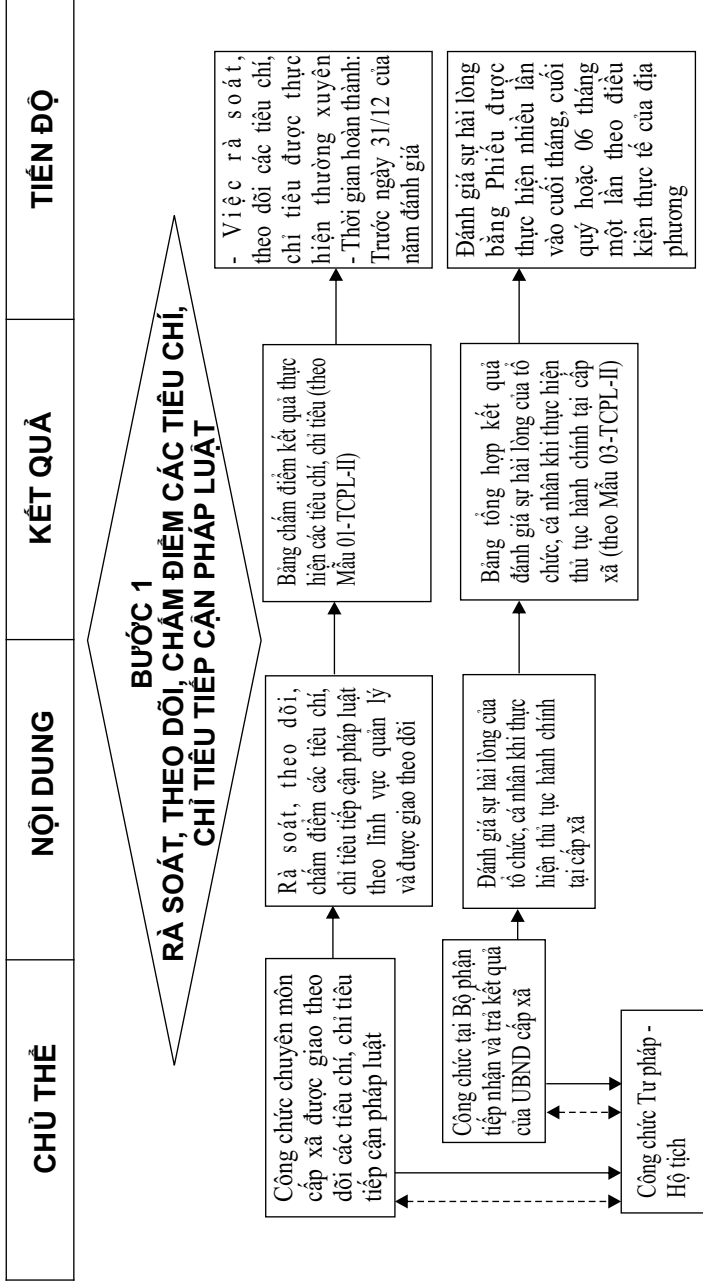 CHỦ THỂ
NỘI DUNG
KẾT QUẢ
TIẾN ĐỘ
BƯỚC 1
RÀ SOÁT, THEO DÕI, CHẤM ĐIỂM CÁC TIÊU CHÍ,
CHỈ TIÊU TIẾP CẬN PHÁP LUẬT
Công chức chuyên môn
cấp xã được giao theo
dõi các tiêu chí, chỉ tiêu
tiếp cận pháp luật
Rà soát, theo dõi,
chấm điểm các tiêu chí,
chỉ tiêu tiếp cận pháp luật
theo lĩnh vực quản lý
và được giao theo dõi
Bảng chấm điểm kết quả thực
hiện các tiêu chí, chỉ tiêu (theo
Mẫu 01-TCPL-II)
- Việc rà soát,
theo dõi các tiêu chí,
chỉ tiêu được thực
hiện thường xuyên
- Thời gian hoàn thành:
Trước ngày 31/12 của
năm đánh giá
Công chức tại Bộ phận
tiếp nhận và trả kết quả
của UBND cấp xã
Đánh giá sự hài lòng của
tổ chức, cá nhân khi thực
hiện thủ tục hành chính
tại cấp xã
Bảng tổng hợp kết quả
đánh giá sự hài lòng của tổ
chức, cá nhân khi thực hiện
thủ tục hành chính tại cấp
xã (theo Mẫu 03-TCPL-II)
Đánh giá sự hài lòng
bằng Phiếu được
thực hiện nhiều lần
vào cuối tháng, cuối
quý hoặc 06 tháng
một lần theo điều
kiện thực tế của địa
phương
Công chức Tư pháp -
Hộ tịch